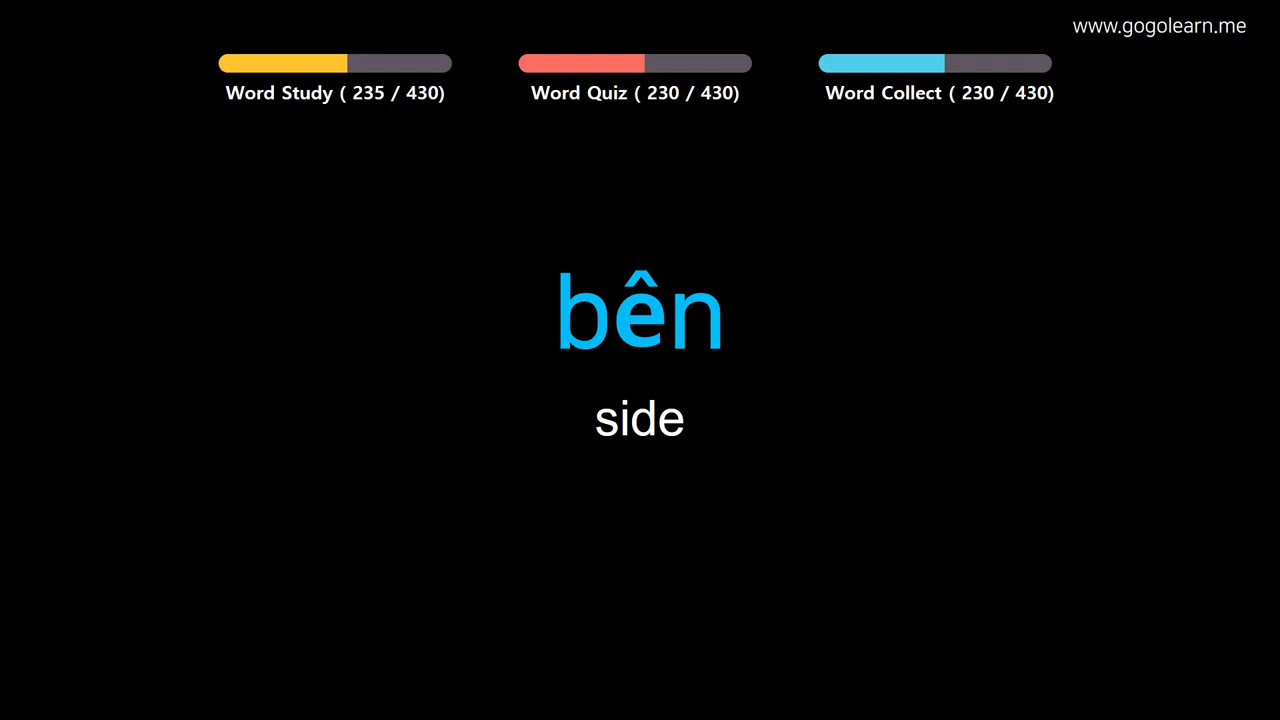 www.gogolearn.me
Word Study ( 235 / 430)
Word Quiz ( 230 / 430)
Word Collect ( 230 / 430)
bên
side